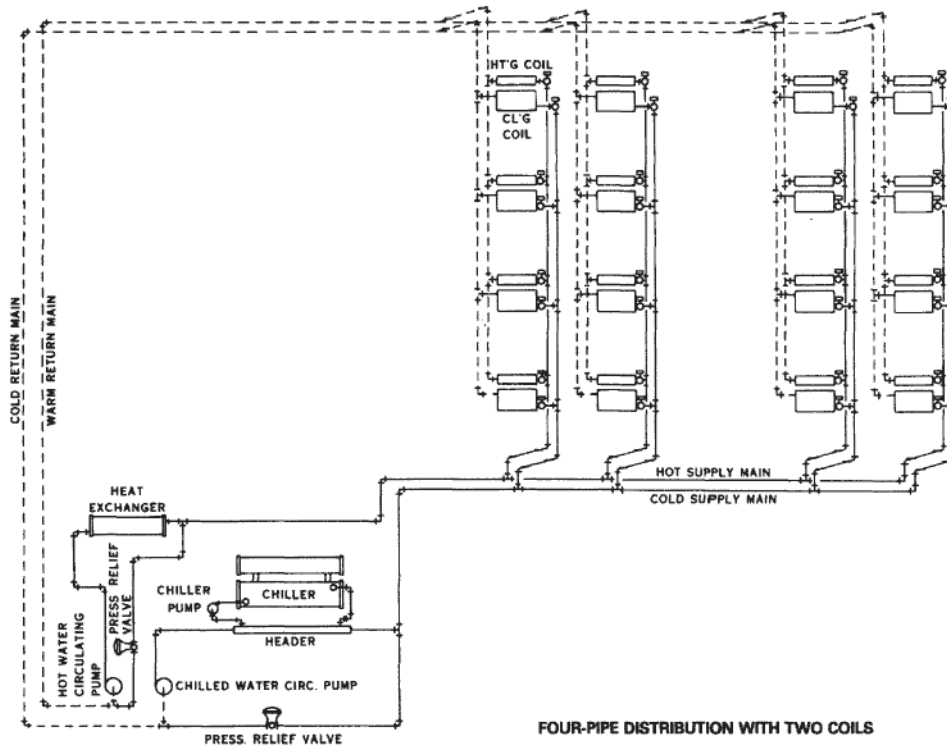 HT'G COIL
CL'G
COIL
COLD RETURN MAIN
WARM RETURN MAIN
HOT SUPPLY MAIN
COLD SUPPLY MAIN
HEAT
EXCHANGER
PRESS RELIEF
VALVE
HOT WATER
CIRCULATING
PUMP
CHILLER
PUMP
CHILLER
HEADER
CHILLED WATER CIRC. PUMP
PRESS. RELIEF VALVE
FOUR-PIPE DISTRIBUTION WITH TWO COILS